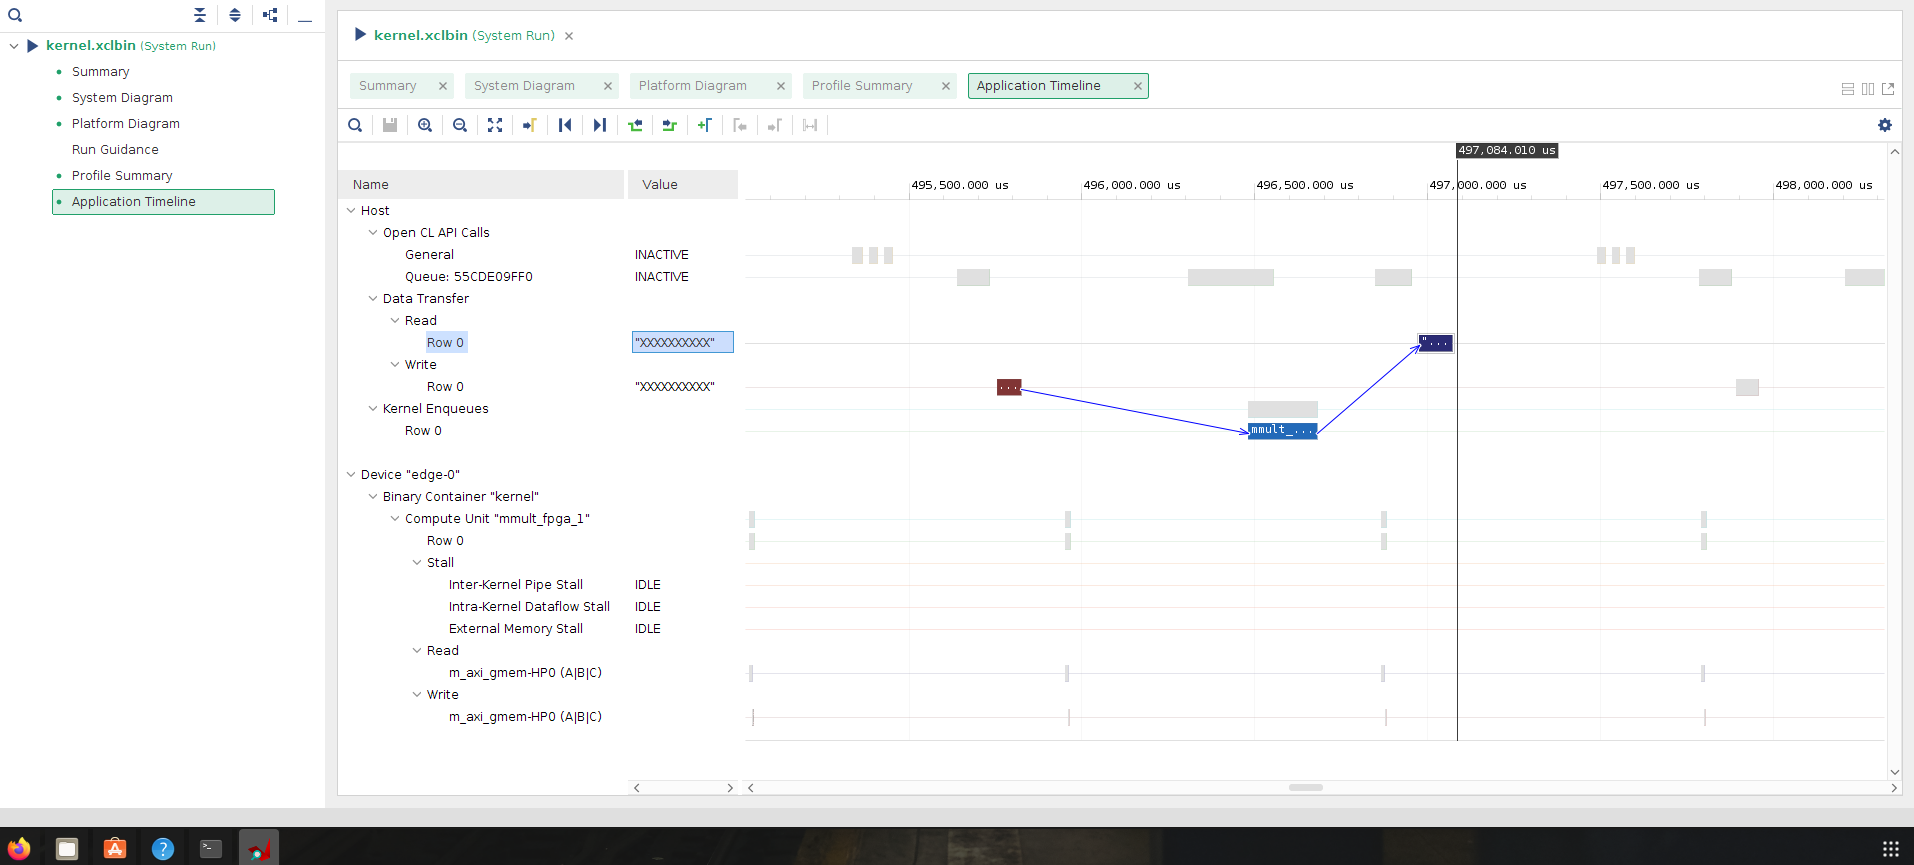 kernel.xclbin (System Run)
Summary
System Diagram
Platform Diagram
Run Guidance
Profile Summary
Application Timeline
kernel.xclbin (System Run)
Summary System Diagram Platform Diagram Profile Summary Application Timeline
497,084.010 us
Name Value 495,500.000 us 496,000.000 us 496,500.000 us 497,000.000 us 497,500.000 us 498,000.000 us
Host
Open CL API Calls
General INACTIVE
Queue: 55CDE09FF0 INACTIVE
Data Transfer
Read
Row 0 "XXXXXXXXXX" "...
Write
Row 0 "XXXXXXXXXX" ...
Kernel Enqueues
Row 0 mmult_...
Device "edge-0"
Binary Container "kernel"
Compute Unit "mmult_fpga_1"
Row 0
Stall
Inter-Kernel Pipe Stall IDLE
Intra-Kernel Dataflow Stall IDLE
External Memory Stall IDLE
Read
m_axi_gmem-HP0 (A|B|C)
Write
m_axi_gmem-HP0 (A|B|C)